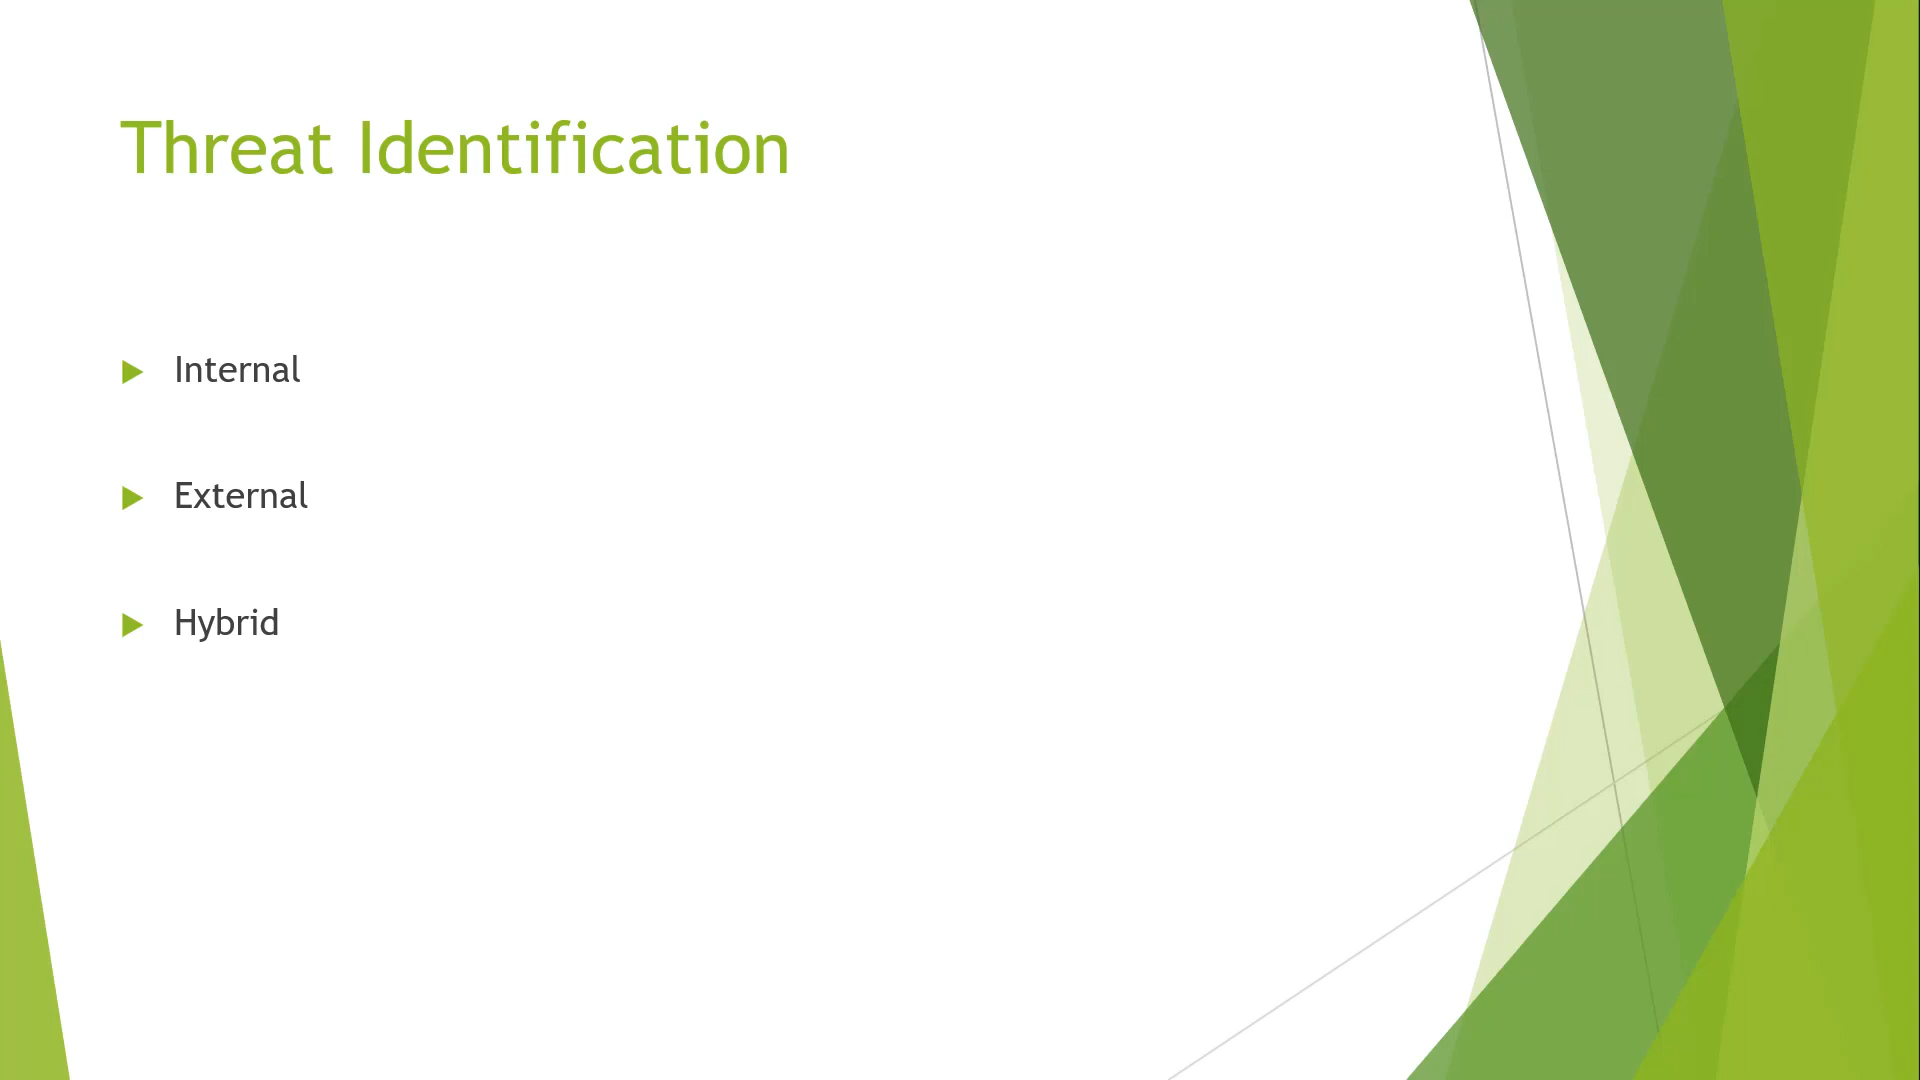 Threat Identification
Internal
External
Hybrid